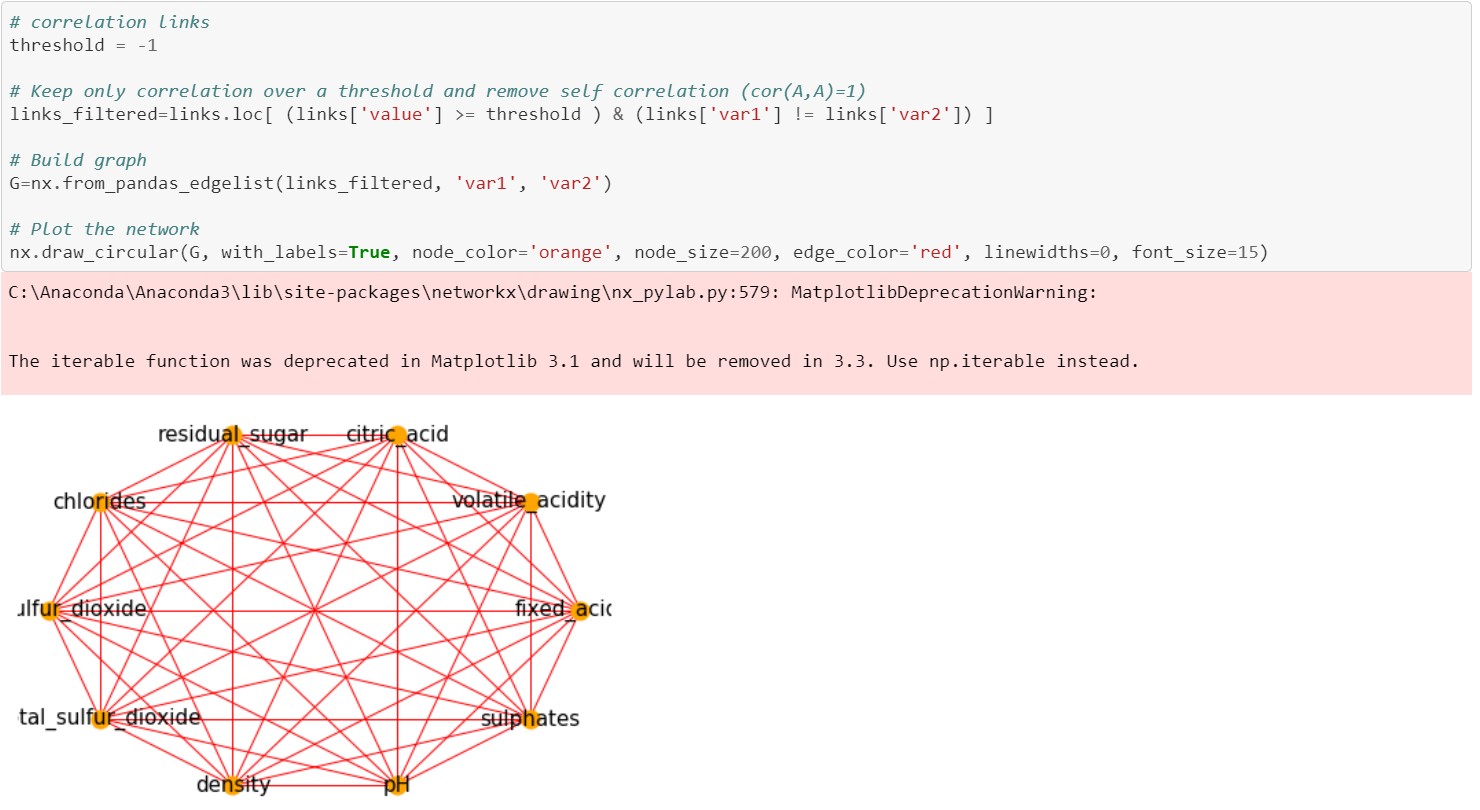 # correlation links
threshold = -1
# Keep only correlation over a threshold and remove self correlation (cor(A,A)=1)
links_filtered=links.loc[ (links['value'] >= threshold ) & (links['var1'] != links['var2']) ]
# Build graph
G=nx.from_pandas_edgelist(links_filtered, 'var1', 'var2')
# Plot the network
nx.draw_circular(G, with_labels=True, node_color='orange', node_size=200, edge_color='red', linewidths=0, font_size=15)
C:\Anaconda\Anaconda3\lib\site-packages\networkx\drawing\nx_pylab.py:579: MatplotlibDeprecationWarning:
The iterable function was deprecated in Matplotlib 3.1 and will be removed in 3.3. Use np.iterable instead.
residual_sugar citric_acid
chlorides volatile_acidity
ulfur_dioxide fixed_acid
tal_sulfur_dioxide sulphates
density pH